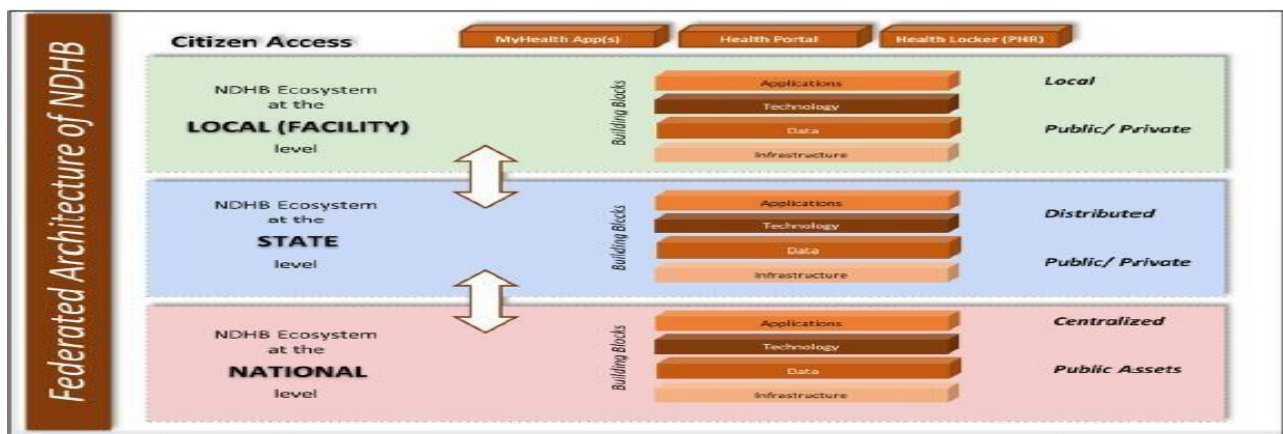 Federated Architecture of NDHB
Citizen Access
MyHealth App(s)
Health Portal
Health Locker (PHR)
NDHB Ecosystem
at the
LOCAL (FACILITY)
level
Building Blocks
Applications
Technology
Data
Infrastructure
Local
Public/ Private
NDHB Ecosystem
at the
STATE
level
Building Blocks
Applications
Technology
Data
Infrastructure
Distributed
Public/ Private
NDHB Ecosystem
at the
NATIONAL
level
Building Blocks
Applications
Technology
Data
Infrastructure
Centralized
Public Assets